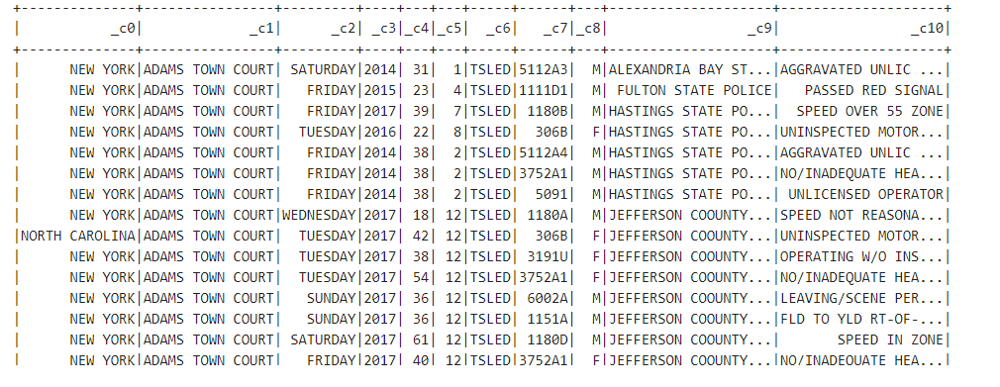 +--------------+---------------+---------+----+---+---+-----+------+---+--------------------+--------------------+
|           _c0|            _c1|      _c2| _c3|_c4|_c5|  _c6|   _c7|_c8|                 _c9|                _c10|
+--------------+---------------+---------+----+---+---+-----+------+---+--------------------+--------------------+
|      NEW YORK|ADAMS TOWN COURT| SATURDAY|2014| 31|  1|TSLED|5112A3|  M|ALEXANDRIA BAY ST...|AGGRAVATED UNLIC ...|
|      NEW YORK|ADAMS TOWN COURT|   FRIDAY|2015| 23|  4|TSLED|1111D1|  M| FULTON STATE POLICE|   PASSED RED SIGNAL|
|      NEW YORK|ADAMS TOWN COURT|   FRIDAY|2017| 39|  7|TSLED| 1180B|  M|HASTINGS STATE PO...|  SPEED OVER 55 ZONE|
|      NEW YORK|ADAMS TOWN COURT|  TUESDAY|2016| 22|  8|TSLED|  306B|  F|HASTINGS STATE PO...|UNINSPECTED MOTOR...|
|      NEW YORK|ADAMS TOWN COURT|   FRIDAY|2014| 38|  2|TSLED|5112A4|  M|HASTINGS STATE PO...|AGGRAVATED UNLIC ...|
|      NEW YORK|ADAMS TOWN COURT|   FRIDAY|2014| 38|  2|TSLED|3752A1|  M|HASTINGS STATE PO...|NO/INADEQUATE HEA...|
|      NEW YORK|ADAMS TOWN COURT|   FRIDAY|2014| 38|  2|TSLED|  5091|  M|HASTINGS STATE PO...| UNLICENSED OPERATOR|
|      NEW YORK|ADAMS TOWN COURT|WEDNESDAY|2017| 18| 12|TSLED| 1180A|  M|JEFFERSON COOUNTY...|SPEED NOT REASONA...|
|NORTH CAROLINA|ADAMS TOWN COURT|  TUESDAY|2017| 42| 12|TSLED|  306B|  F|JEFFERSON COOUNTY...|UNINSPECTED MOTOR...|
|      NEW YORK|ADAMS TOWN COURT|  TUESDAY|2017| 38| 12|TSLED| 3191U|  F|JEFFERSON COOUNTY...|OPERATING W/O INS...|
|      NEW YORK|ADAMS TOWN COURT|  TUESDAY|2017| 54| 12|TSLED|3752A1|  F|JEFFERSON COOUNTY...|NO/INADEQUATE HEA...|
|      NEW YORK|ADAMS TOWN COURT|   SUNDAY|2017| 36| 12|TSLED| 6002A|  M|JEFFERSON COOUNTY...|LEAVING/SCENE PER...|
|      NEW YORK|ADAMS TOWN COURT|   SUNDAY|2017| 36| 12|TSLED| 1151A|  M|JEFFERSON COOUNTY...|FLD TO YLD RT-OF-...|
|      NEW YORK|ADAMS TOWN COURT| SATURDAY|2017| 61| 12|TSLED| 1180D|  M|JEFFERSON COOUNTY...|       SPEED IN ZONE|
|      NEW YORK|ADAMS TOWN COURT|   FRIDAY|2017| 40| 12|TSLED|3752A1|  F|JEFFERSON COOUNTY...|NO/INADEQUATE HEA...|